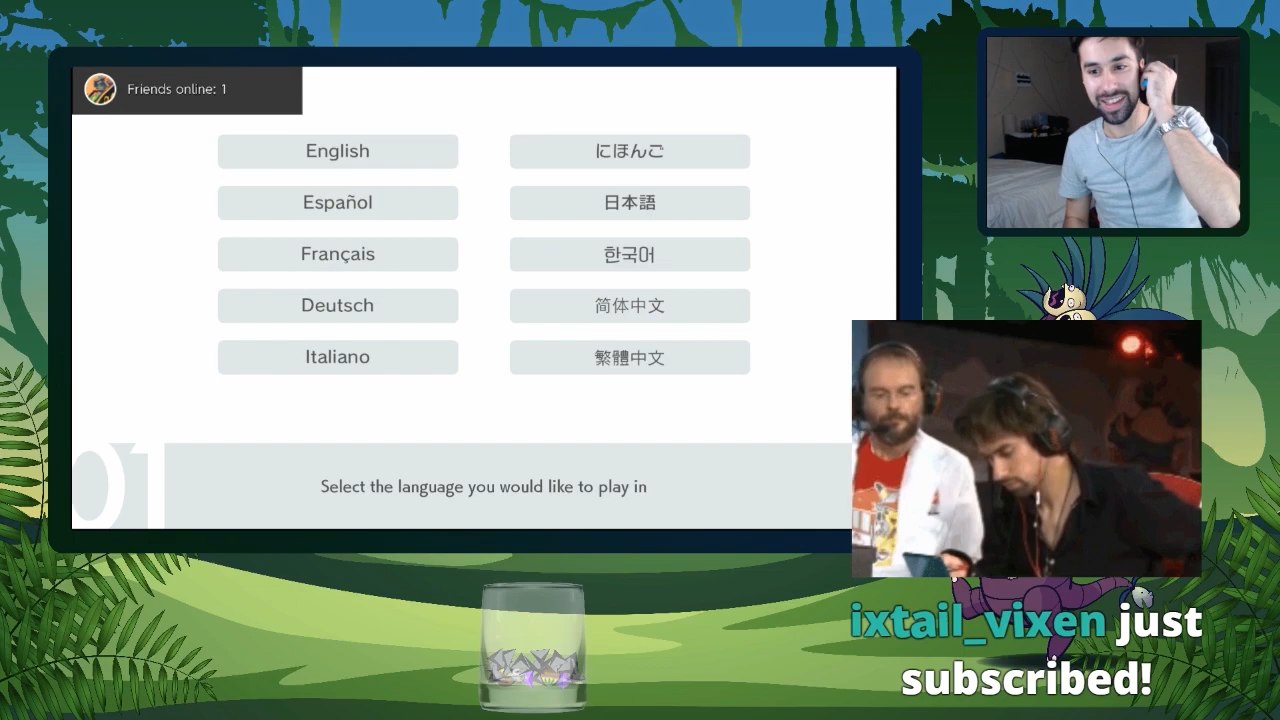 Friends online: 1
English
にほんご
Español
日本語
Français
한국어
Deutsch
简体中文
Italiano
繁體中文
01
Select the language you would like to play in
ixtail_vixen just
subscribed!